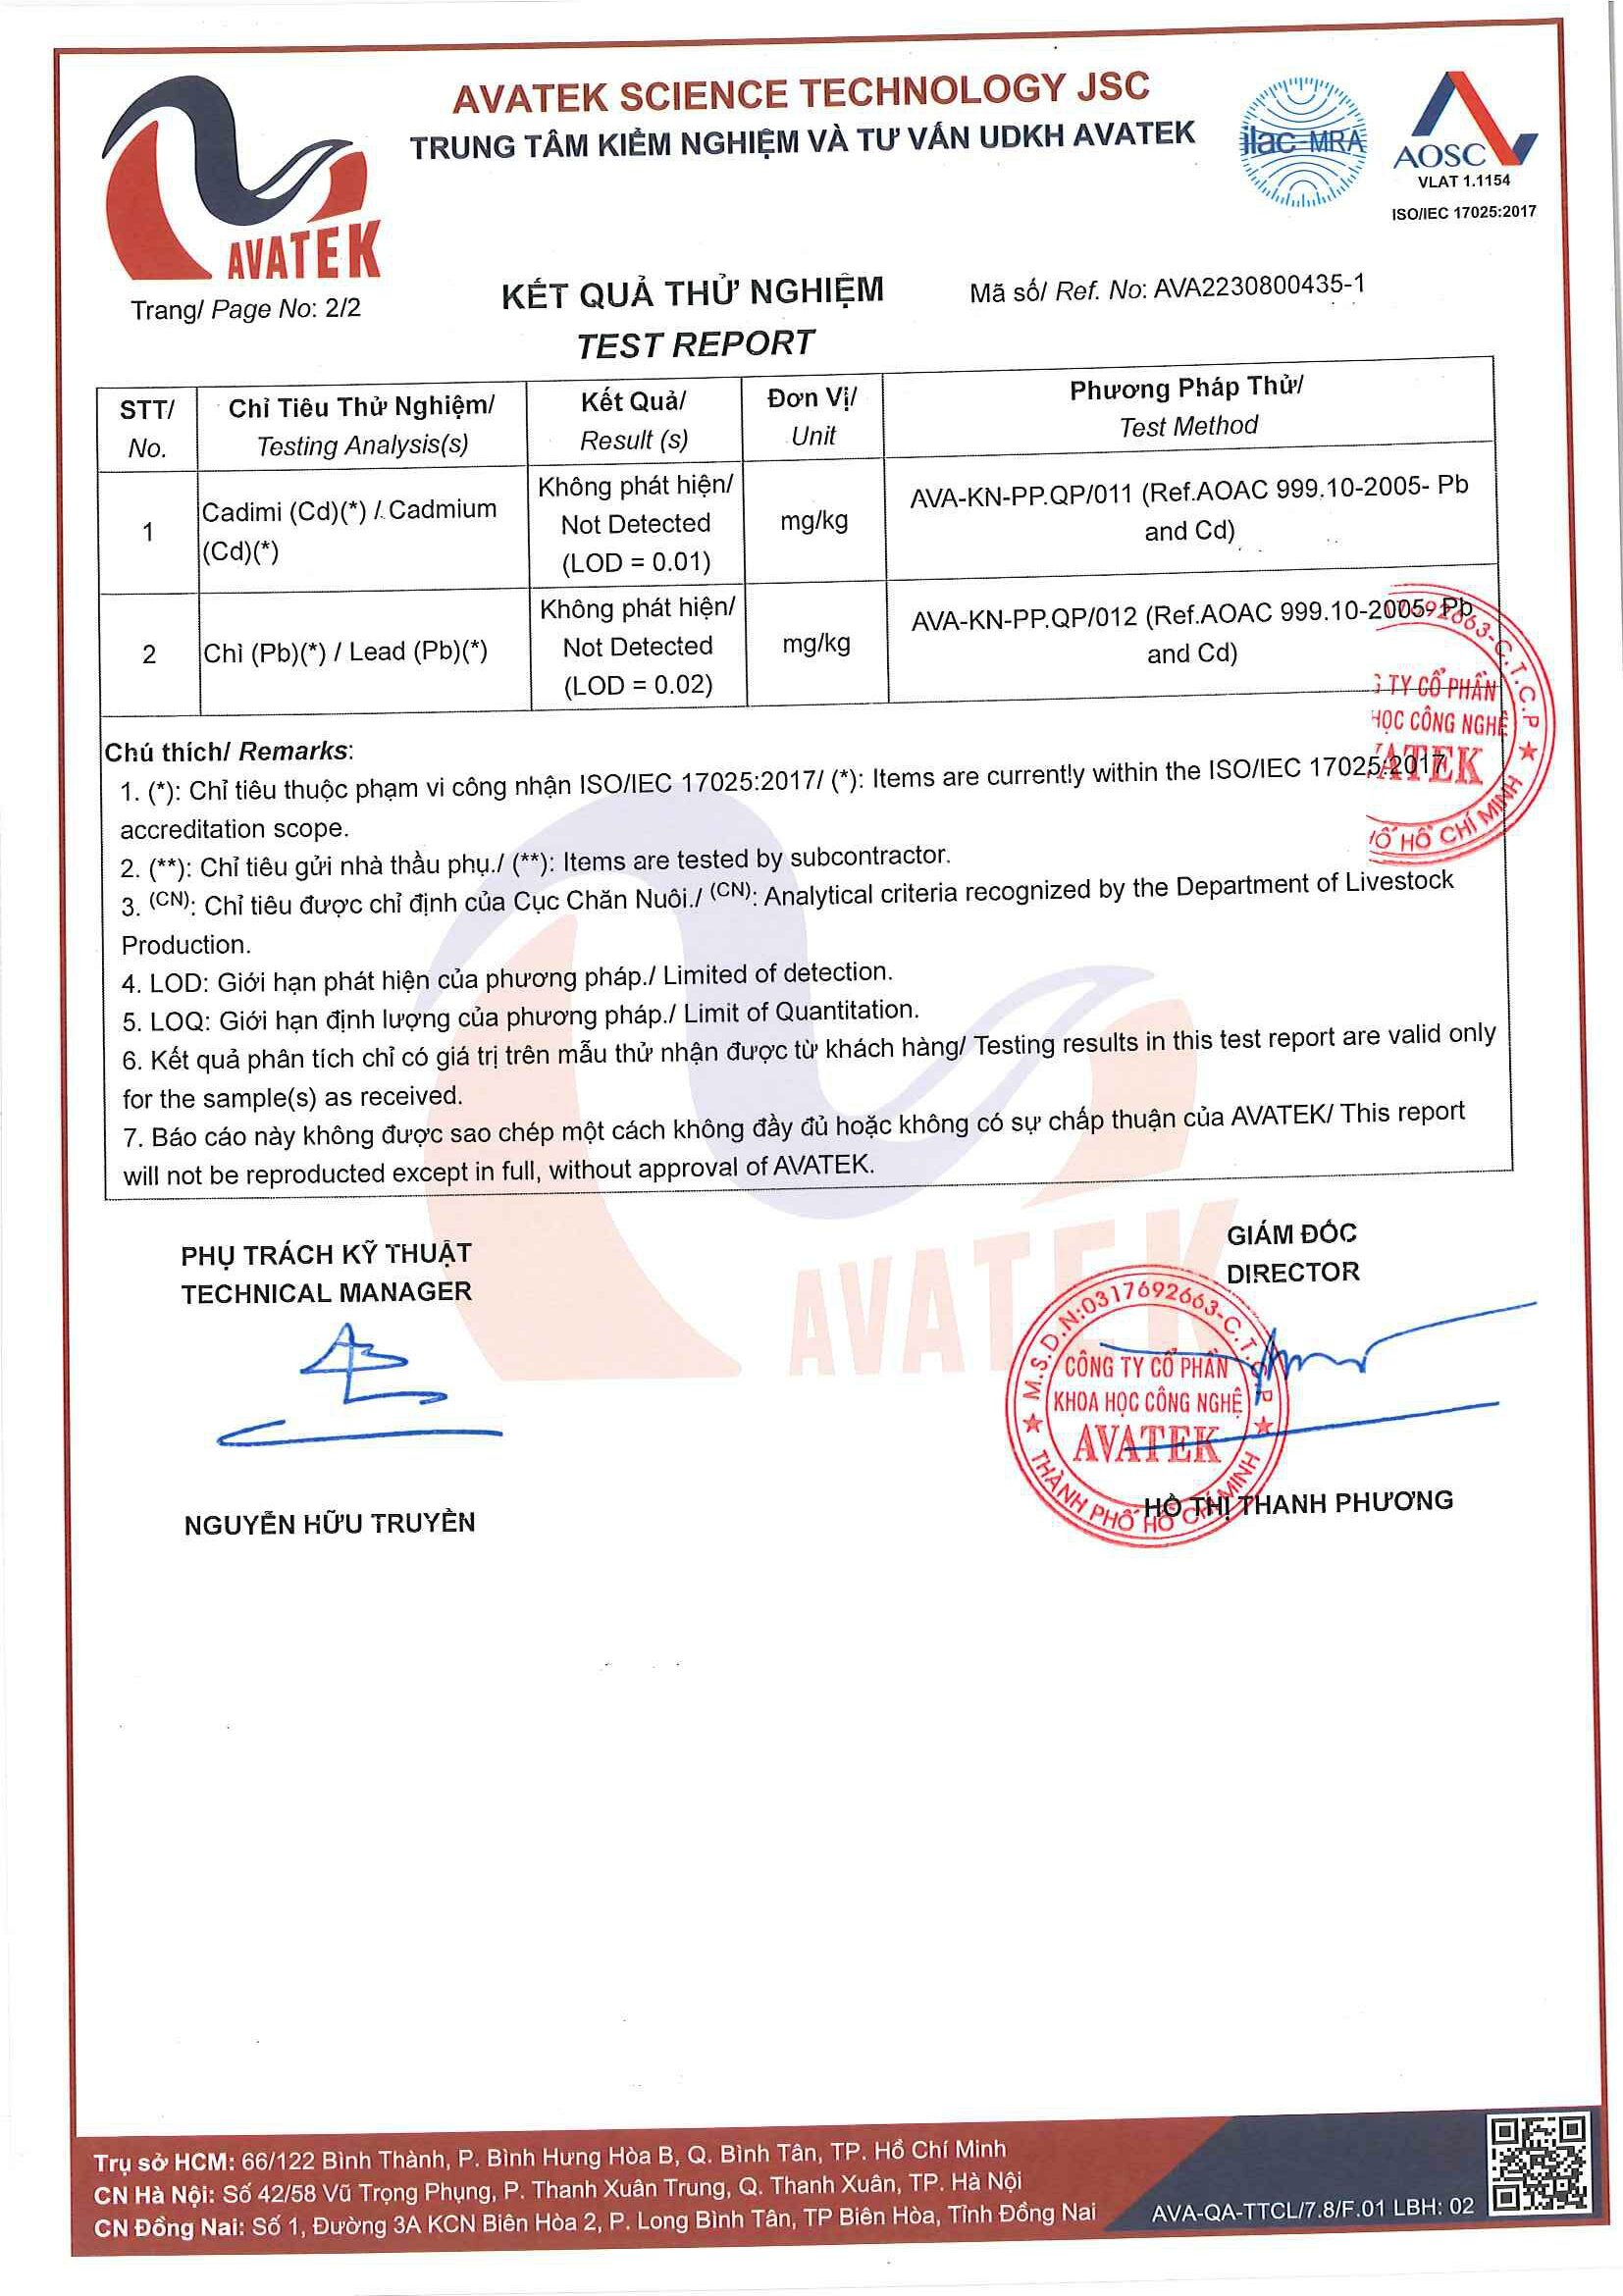 AVATEK SCIENCE TECHNOLOGY JSC
TRUNG TÂM KIỂM NGHIỆM VÀ TƯ VẤN UDKH AVATEK
ilac-MRA
AOSC
VLAT 1.1154
ISO/IEC 17025:2017
AVATEK
Trang/ Page No: 2/2
KẾT QUẢ THỬ NGHIỆM
Mã số/ Ref. No: AVA2230800435-1
TEST REPORT
STT/ No.
Chỉ Tiêu Thử Nghiệm/ Testing Analysis(s)
Kết Quả/ Result (s)
Đơn Vị/ Unit
Phương Pháp Thử/ Test Method
1
Cadimi (Cd)(*) / Cadmium
(Cd)(*)
Không phát hiện/
Not Detected
(LOD = 0.01)
mg/kg
AVA-KN-PP.QP/011 (Ref.AOAC 999.10-2005- Pb
and Cd)
2
Chì (Pb)(*) / Lead (Pb)(*)
Không phát hiện/
Not Detected
(LOD = 0.02)
mg/kg
AVA-KN-PP.QP/012 (Ref.AOAC 999.10-2005- Pb
and Cd)
Chú thích/ Remarks:
1. (*): Chỉ tiêu thuộc phạm vi công nhận ISO/IEC 17025:2017/ (*): Items are currently within the ISO/IEC 17025:2017
accreditation scope.
2. (**): Chỉ tiêu gửi nhà thầu phụ./ (**): Items are tested by subcontractor.
3. (CN): Chỉ tiêu được chỉ định của Cục Chăn Nuôi./ (CN): Analytical criteria recognized by the Department of Livestock
Production.
4. LOD: Giới hạn phát hiện của phương pháp./ Limited of detection.
5. LOQ: Giới hạn định lượng của phương pháp./ Limit of Quantitation.
6. Kết quả phân tích chỉ có giá trị trên mẫu thử nhận được từ khách hàng/ Testing results in this test report are valid only
for the sample(s) as received.
7. Báo cáo này không được sao chép một cách không đầy đủ hoặc không có sự chấp thuận của AVATEK/ This report
will not be reproducted except in full, without approval of AVATEK.
692663-C.T.C.P
TY CỔ PHẦN
HỌC CÔNG NGHỆ
ATEK
HỒ CHÍ MINH
PHỤ TRÁCH KỸ THUẬT
TECHNICAL MANAGER
GIÁM ĐỐC
DIRECTOR
AVATEK
M.S.D.N:0317692663-C.T.C.P
CÔNG TY CỔ PHẦN
KHOA HỌC CÔNG NGHỆ
AVATEK
THÀNH PHỐ HỒ CHÍ MINH
NGUYỄN HỮU TRUYỀN
HỒ THỊ THANH PHƯƠNG
Trụ sở HCM: 66/122 Bình Thành, P. Bình Hưng Hòa B, Q. Bình Tân, TP. Hồ Chí Minh
CN Hà Nội: Số 42/58 Vũ Trọng Phụng, P. Thanh Xuân Trung, Q. Thanh Xuân, TP. Hà Nội
CN Đồng Nai: Số 1, Đường 3A KCN Biên Hòa 2, P. Long Bình Tân, TP Biên Hòa, Tỉnh Đồng Nai
AVA-QA-TTCL/7.8/F.01 LBH: 02